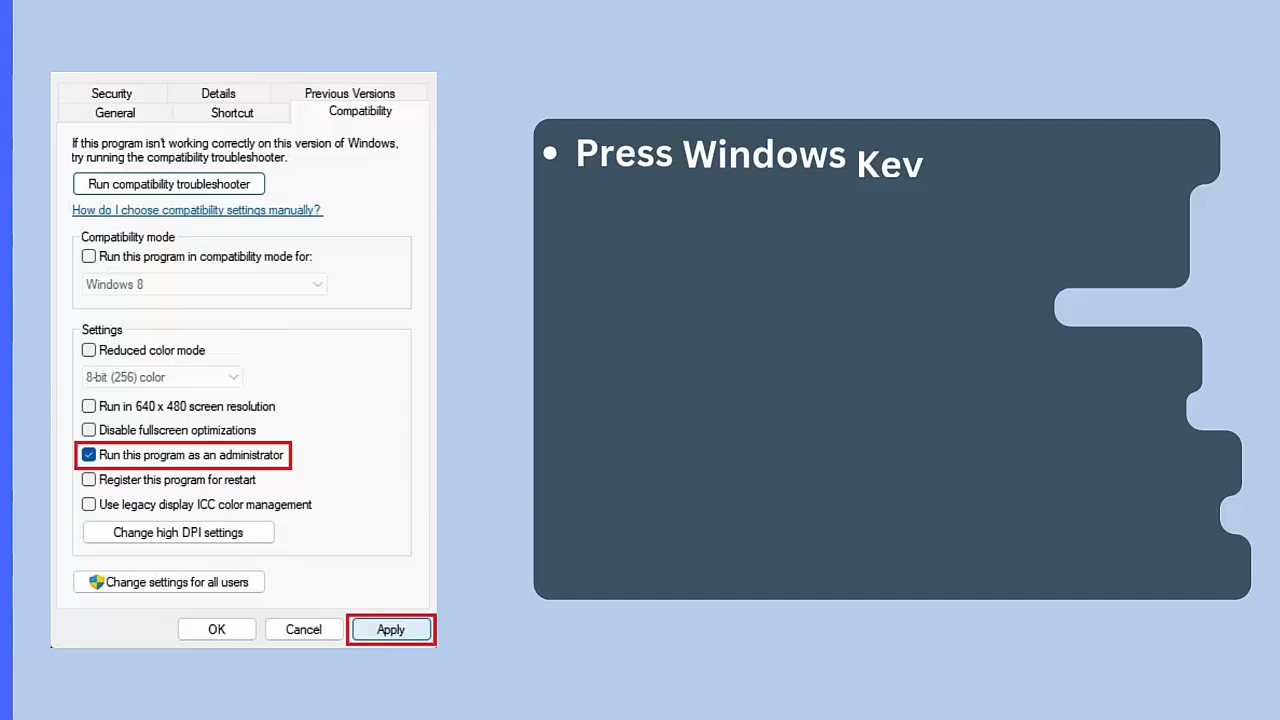 Security Details Previous Versions
General Shortcut Compatibility
If this program isn't working correctly on this version of Windows,
try running the compatibility troubleshooter.
Run compatibility troubleshooter
How do I choose compatibility settings manually?
Compatibility mode
Run this program in compatibility mode for:
Windows 8
Settings
Reduced color mode
8-bit (256) color
Run in 640 x 480 screen resolution
Disable fullscreen optimizations
Run this program as an administrator
Register this program for restart
Use legacy display ICC color management
Change high DPI settings
Change settings for all users
OK Cancel Apply
• Press Windows Key